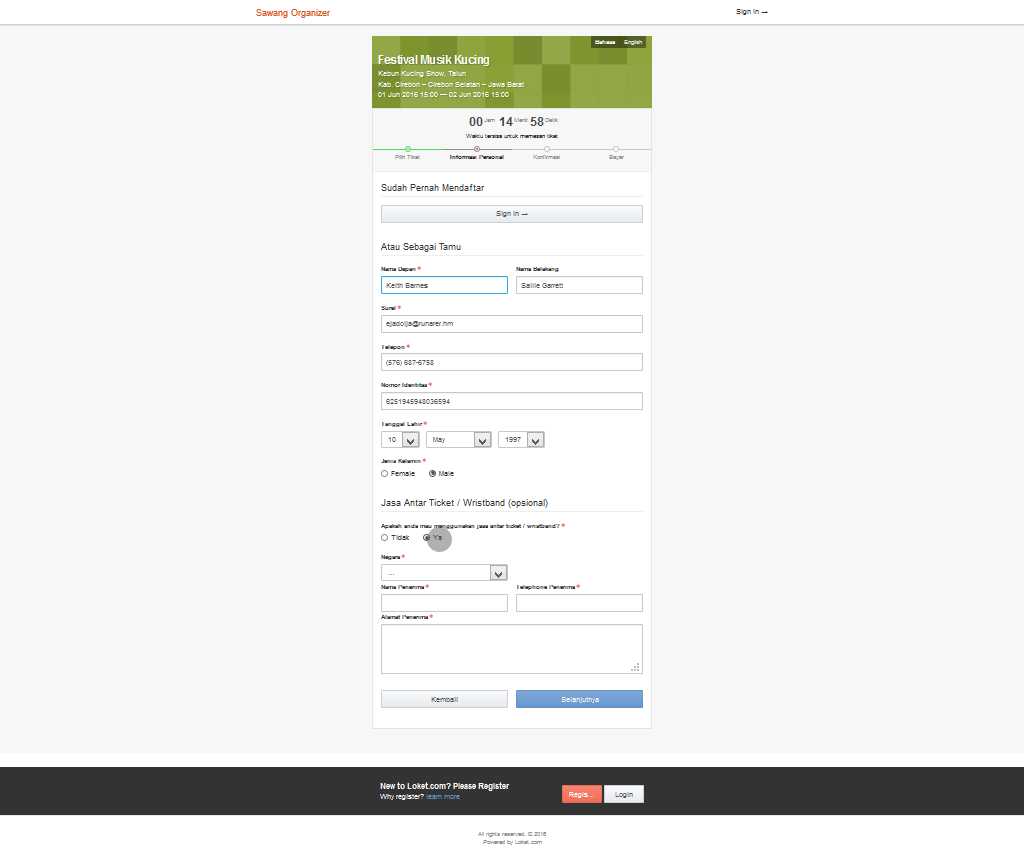 Sawang Organizer
Sign In →
Bahasa English
Festival Musik Kucing
Kebun Kucing Show, Talun
Kab. Cirebon – Cirebon Selatan – Jawa Barat
01 Jun 2016 15:00 — 02 Jun 2016 15:00
00 Jam 14 Menit 58 Detik
Waktu tersisa untuk memesan tiket
Pilih Tiket Informasi Personal Konfirmasi Bayar
Sudah Pernah Mendaftar
Sign In →
Atau Sebagai Tamu
Nama Depan * Nama Belakang
Keith Barnes Sallie Garrett
Surel *
ejadolja@runarer.hm
Telepon *
(576) 687-6758
Nomor Identitas *
6251945948036594
Tanggal Lahir *
10 May 1997
Jenis Kelamin *
Female Male
Jasa Antar Ticket / Wristband (opsional)
Apakah anda mau menggunakan jasa antar ticket / wristband? *
Tidak Ya
Negara *
...
Nama Penerima * Telephone Penerima *
Alamat Penerima *
Kembali Selanjutnya
New to Loket.com? Please Register
Why register? learn more
Regis... Login
All rights reserved. © 2016
Powered by Loket.com